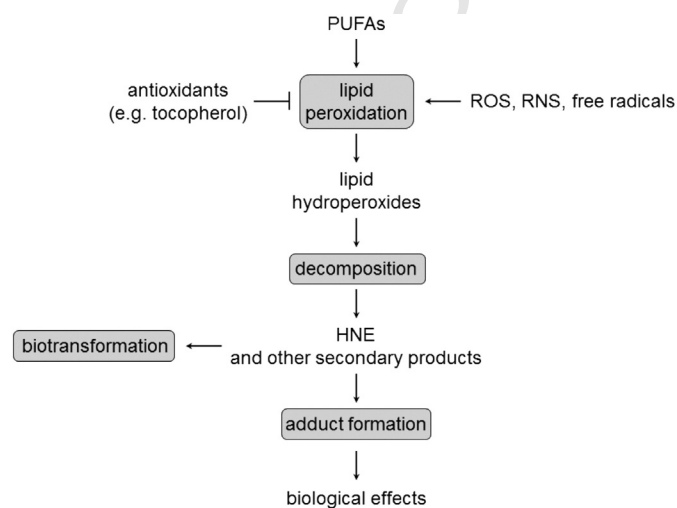 PUFAs
antioxidants
(e.g. tocopherol)
lipid
peroxidation
ROS, RNS, free radicals
lipid
hydroperoxides
decomposition
HNE
and other secondary products
biotransformation
adduct formation
biological effects